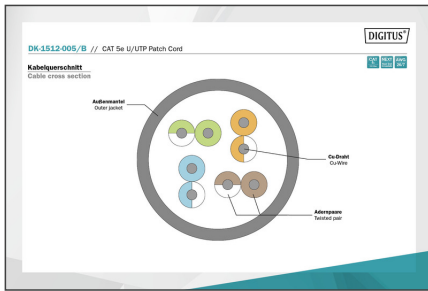 DIGITUS®
DK-1512-005/B // CAT 5e U/UTP Patch Cord
Kabelquerschnitt
Cable cross section
Außenmantel
Outer jacket
Cu-Draht
Cu-Wire
Adernpaare
Twisted pair